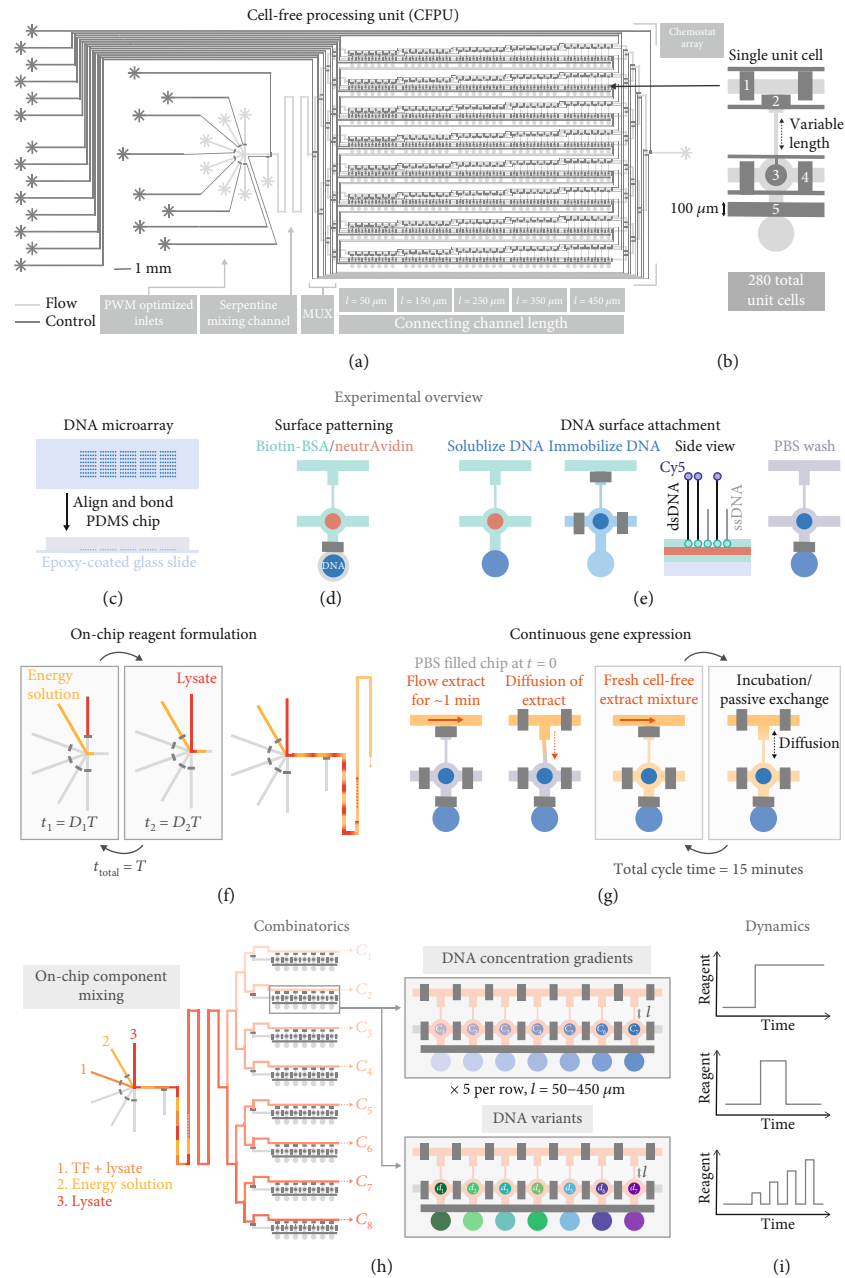 Cell-free processing unit (CFPU)
Chemostat
array
Single unit cell
1
2
Variable
length
3
4
100 μm
5
1 mm
Flow
Control
PWM optimized
inlets
Serpentine
mixing channel
MUX
l = 50 μm
l = 150 μm
l = 250 μm
l = 350 μm
l = 450 μm
Connecting channel length
280 total
unit cells
(a)
(b)
Experimental overview
DNA microarray
Align and bond
PDMS chip
Epoxy-coated glass slide
(c)
Surface patterning
Biotin-BSA/neutrAvidin
DNA
(d)
DNA surface attachment
Solublize DNA
Immobilize DNA
Side view
Cy5
dsDNA
ssDNA
PBS wash
(e)
On-chip reagent formulation
Energy
solution
Lysate
t1 = D1T
t2 = D2T
ttotal = T
(f)
Continuous gene expression
PBS filled chip at t = 0
Flow extract
for ~1 min
Diffusion of
extract
Fresh cell-free
extract mixture
Incubation/
passive exchange
Diffusion
Total cycle time = 15 minutes
(g)
Combinatorics
On-chip component
mixing
1
2
3
1. TF + lysate
2. Energy solution
3. Lysate
C1
C2
C3
C4
C5
C6
C7
C8
DNA concentration gradients
l
× 5 per row, l = 50–450 μm
DNA variants
l
(h)
Dynamics
Reagent
Time
Reagent
Time
Reagent
Time
(i)